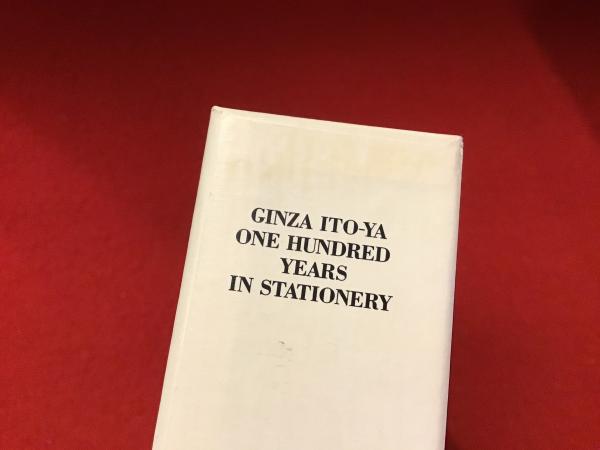 GINZA ITO-YA
ONE HUNDRED
YEARS
IN STATIONERY